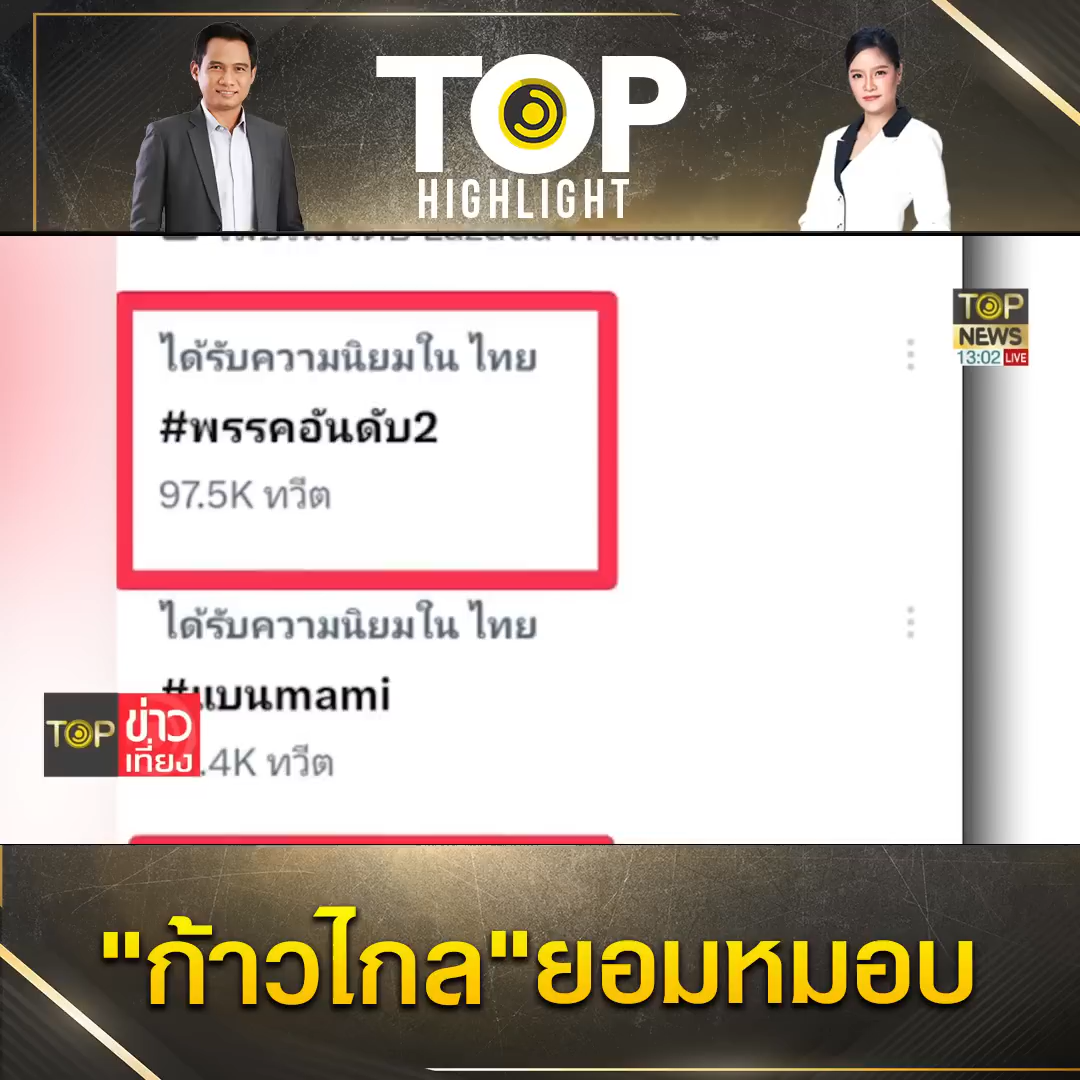 TOP
HIGHLIGHT
ได้รับความนิยมใน ไทย
#พรรคอันดับ2
97.5K ทวีต
TOP
NEWS
13:02 LIVE
ได้รับความนิยมใน ไทย
#แบนmami
.4K ทวีต
TOP ข่าว
เที่ยง
"ก้าวไกล"ยอมหมอบ